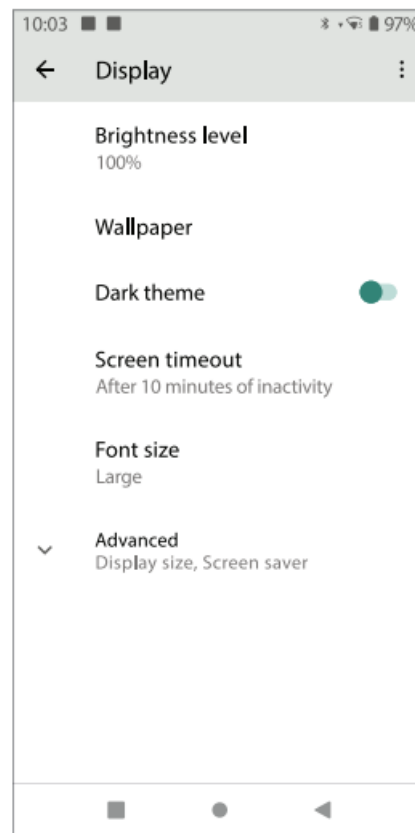 10:03 97%
Display
Brightness level
100%
Wallpaper
Dark theme
Screen timeout
After 10 minutes of inactivity
Font size
Large
Advanced
Display size, Screen saver